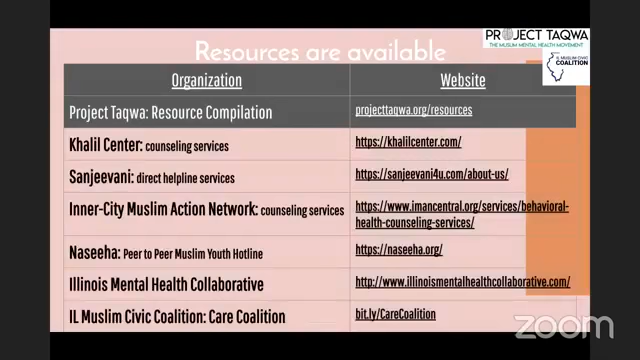 PROJECT TAQWA
THE MUSLIM MENTAL HEALTH MOVEMENT
IL MUSLIM CIVIC
COALITION
Resources are available
Organization Website
Project Taqwa: Resource Compilation projecttaqwa.org/resources
Khalil Center: counseling services https://khalilcenter.com/
Sanjeevani: direct helpline services https://sanjeevani4u.com/about-us/
Inner-City Muslim Action Network: counseling services https://www.imancentral.org/services/behavioral-
health-counseling-services/
Naseeha: Peer to Peer Muslim Youth Hotline https://naseeha.org/
Illinois Mental Health Collaborative http://www.illinoismentalhealthcollaborative.com/
IL Muslim Civic Coalition: Care Coalition bit.ly/CareCoalition
zoom